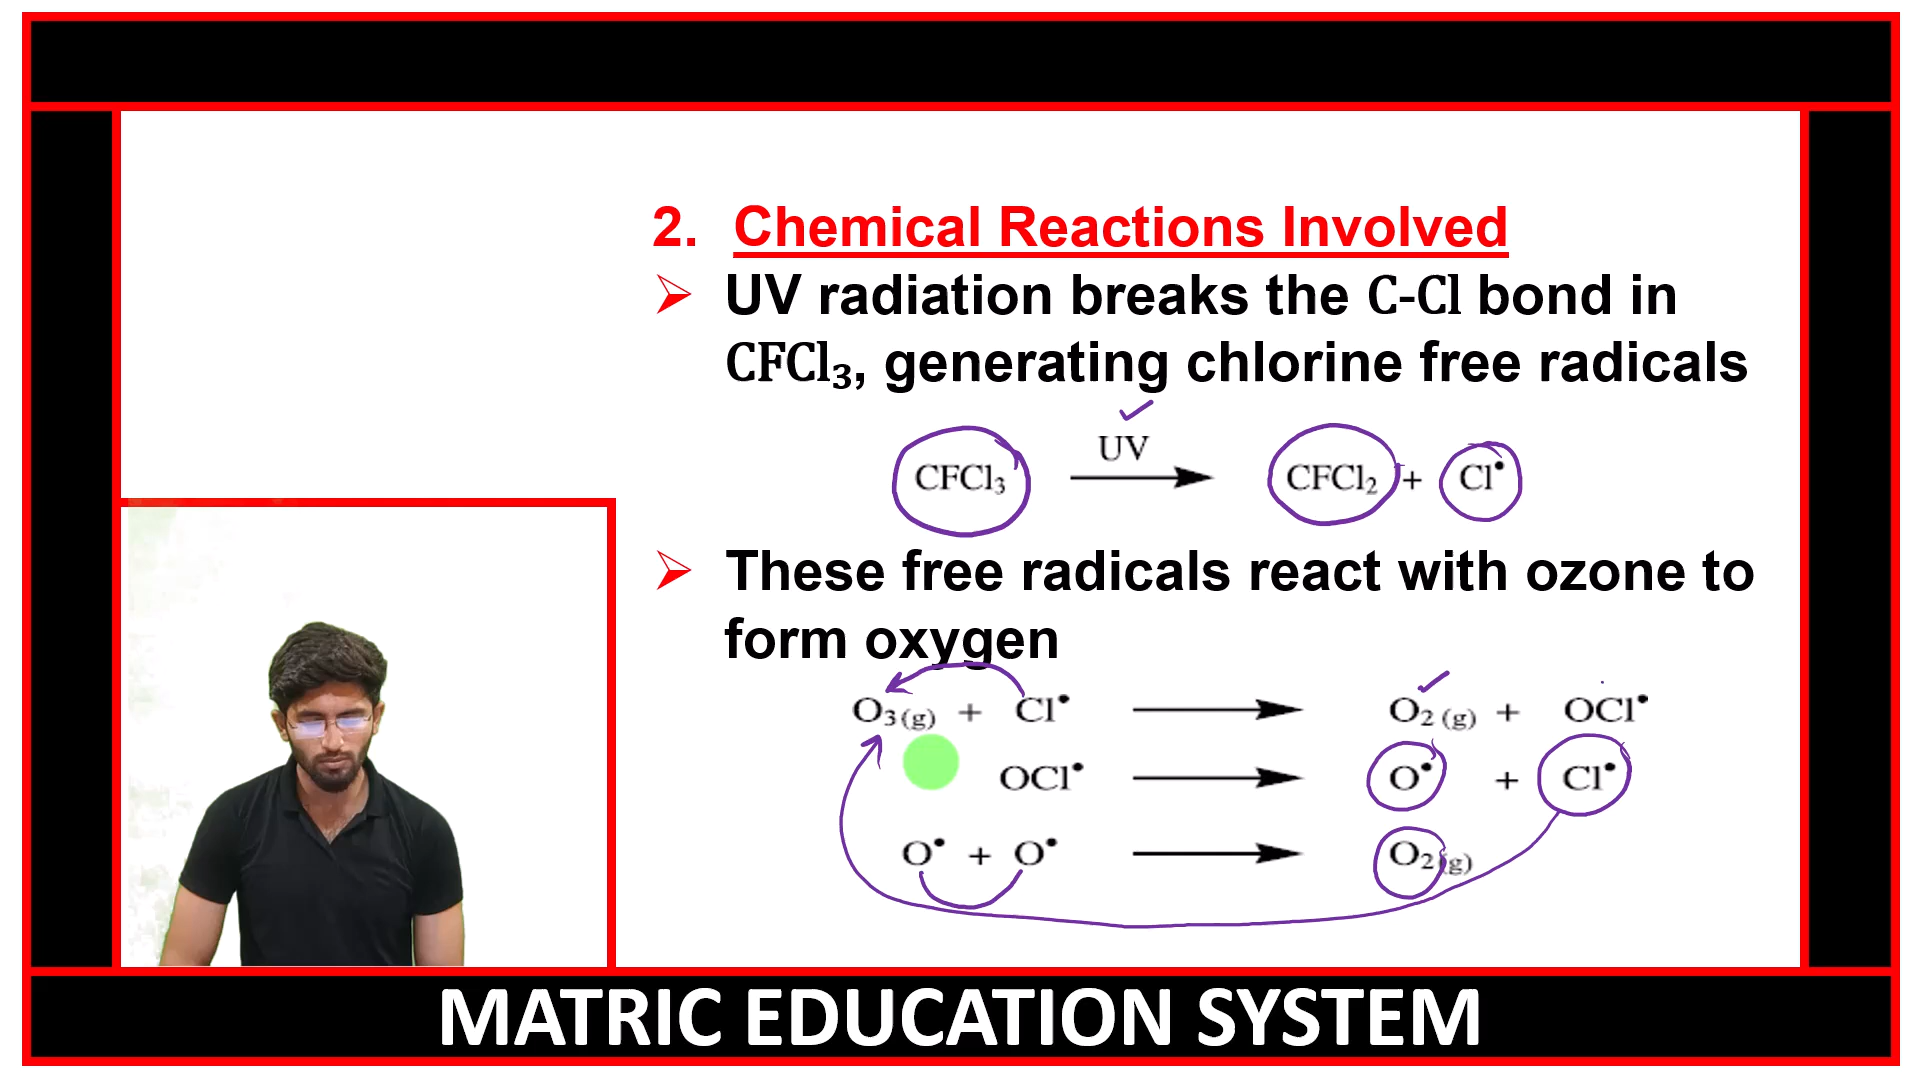 2. Chemical Reactions Involved
➢ UV radiation breaks the C-Cl bond in
CFCl₃, generating chlorine free radicals
UV
CFCl₃ → CFCl₂ + Cl•
➢ These free radicals react with ozone to
form oxygen
O₃(g) + Cl• → O₂(g) + OCl•
OCl• → O• + Cl•
O• + O• → O₂(g)
MATRIC EDUCATION SYSTEM